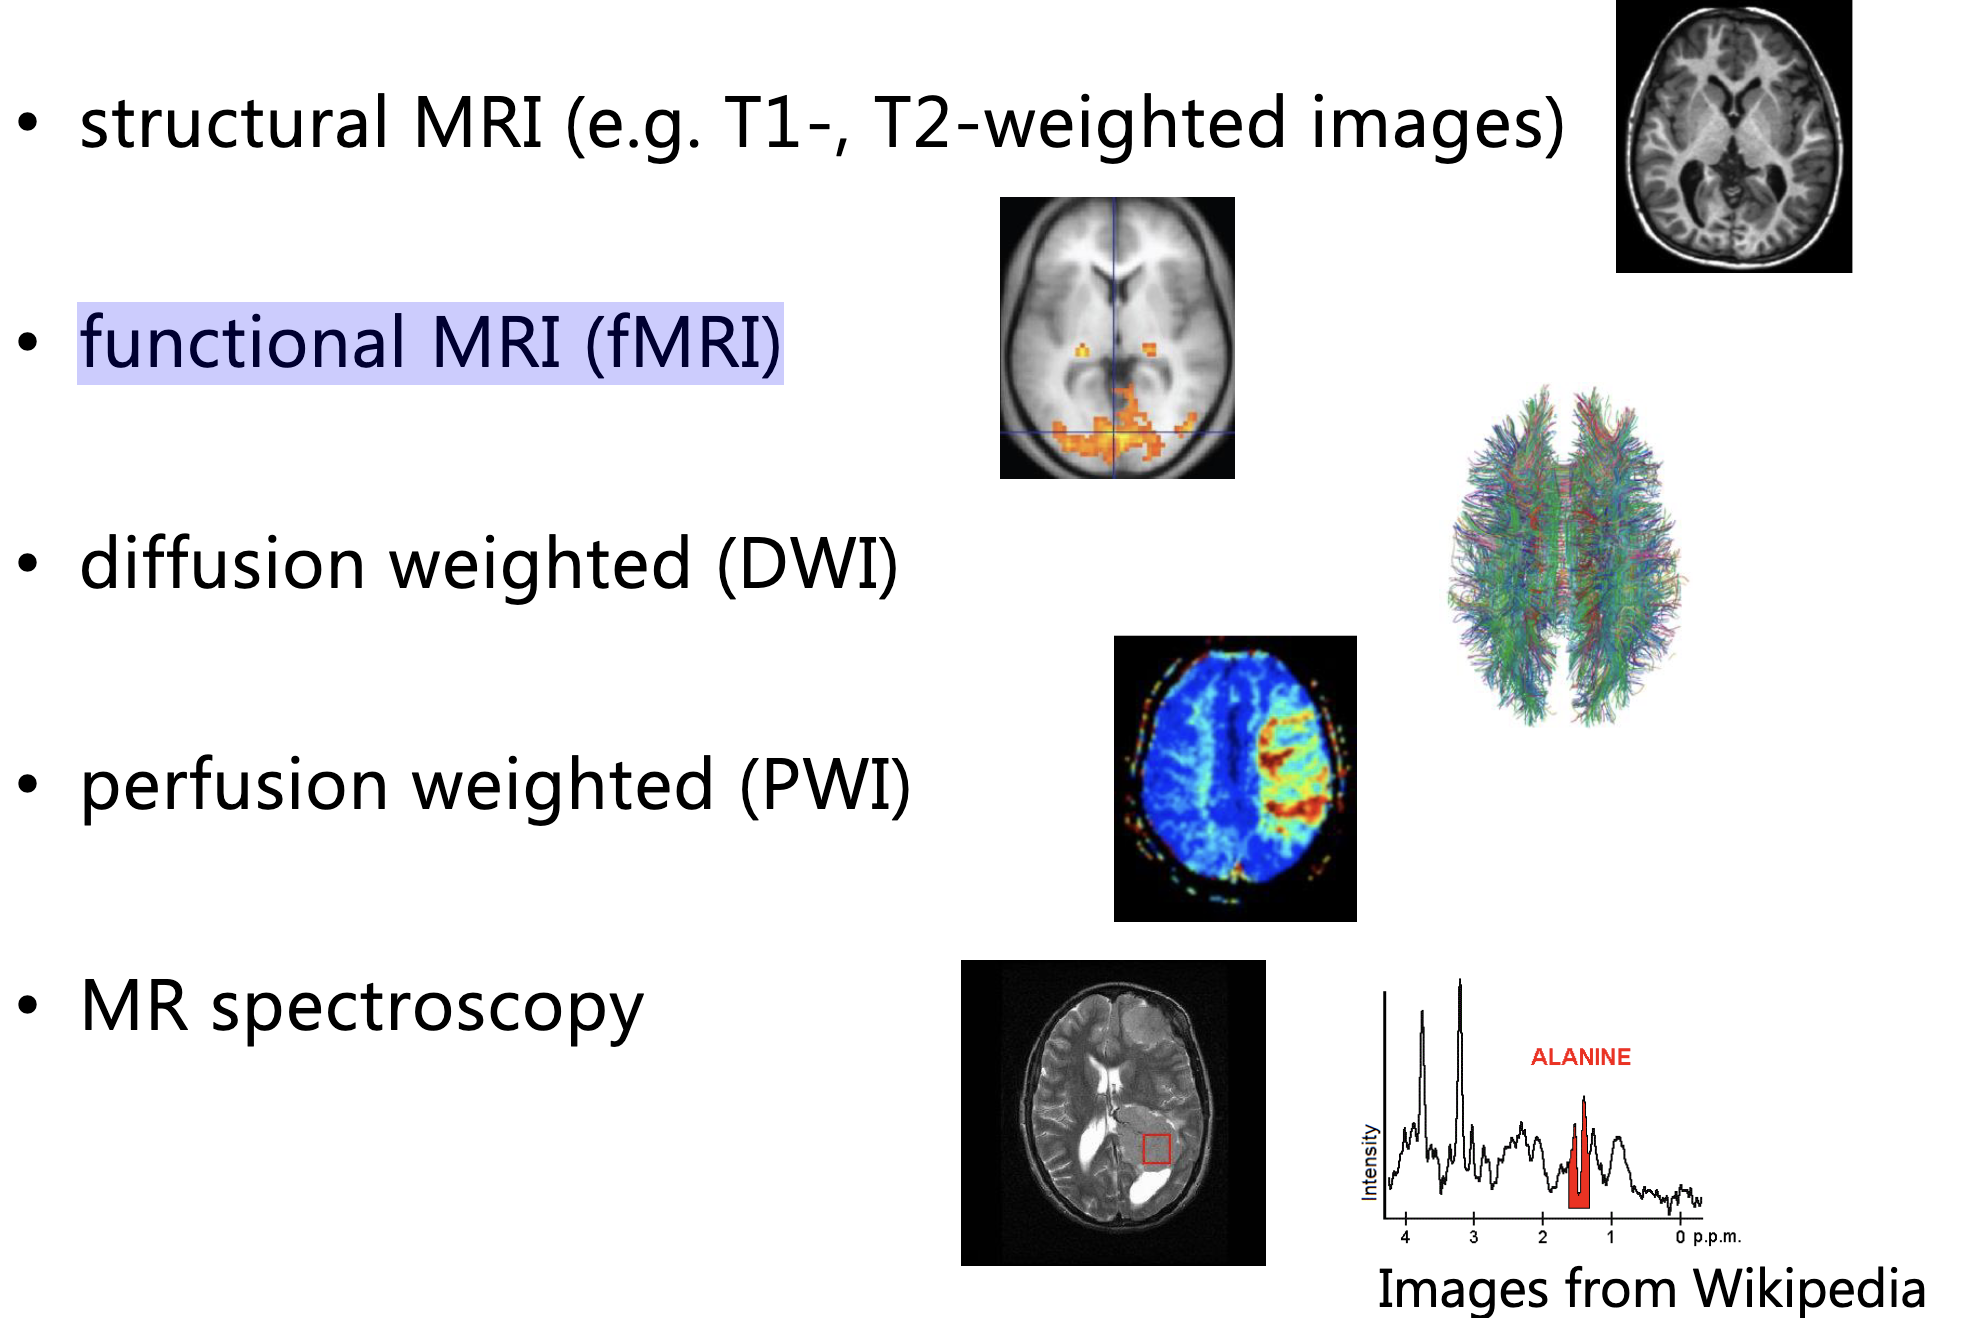 • structural MRI (e.g. T1-, T2-weighted images)
• functional MRI (fMRI)
• diffusion weighted (DWI)
• perfusion weighted (PWI)
• MR spectroscopy
ALANINE
Intensity
4 3 2 1 0 p.p.m.
Images from Wikipedia